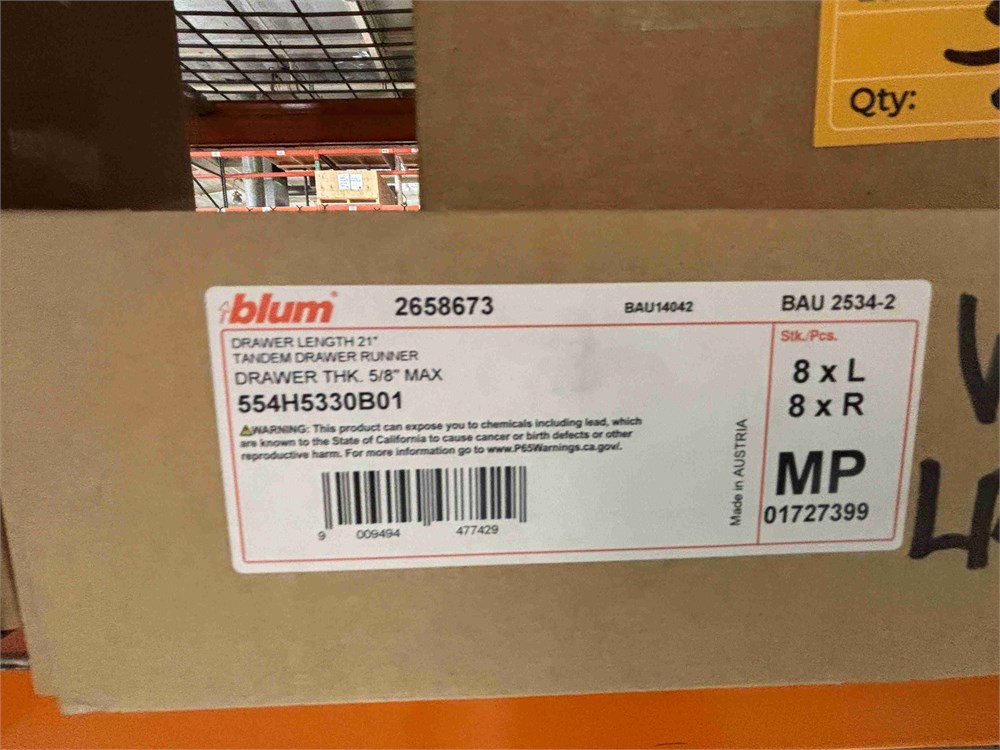 Qty:
blum® 2658673 BAU14042 BAU 2534-2
DRAWER LENGTH 21"
TANDEM DRAWER RUNNER
DRAWER THK. 5/8" MAX
554H5330B01
⚠WARNING: This product can expose you to chemicals including lead, which
are known to the State of California to cause cancer or birth defects or other
reproductive harm. For more information go to www.P65Warnings.ca.gov/.
9 009494 477429
Made in AUSTRIA
Stk./Pcs.
8 x L
8 x R
MP
01727399